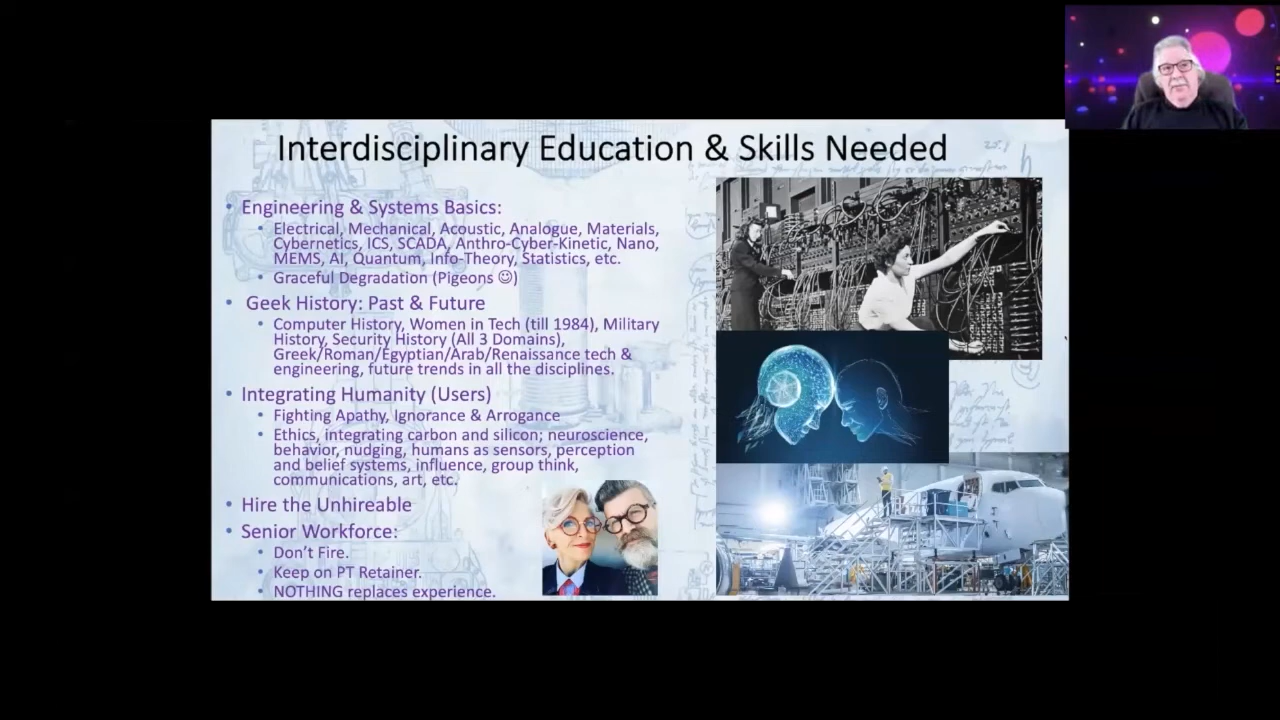 Interdisciplinary Education & Skills Needed
• Engineering & Systems Basics:
• Electrical, Mechanical, Acoustic, Analogue, Materials,
Cybernetics, ICS, SCADA, Anthro-Cyber-Kinetic, Nano,
MEMS, AI, Quantum, Info-Theory, Statistics, etc.
• Graceful Degradation (Pigeons ☺)
• Geek History: Past & Future
• Computer History, Women in Tech (till 1984), Military
History, Security History (All 3 Domains),
Greek/Roman/Egyptian/Arab/Renaissance tech &
engineering, future trends in all the disciplines.
• Integrating Humanity (Users)
• Fighting Apathy, Ignorance & Arrogance
• Ethics, integrating carbon and silicon; neuroscience,
behavior, nudging, humans as sensors, perception
and belief systems, influence, group think,
communications, art, etc.
• Hire the Unhireable
• Senior Workforce:
• Don't Fire.
• Keep on PT Retainer.
• NOTHING replaces experience.